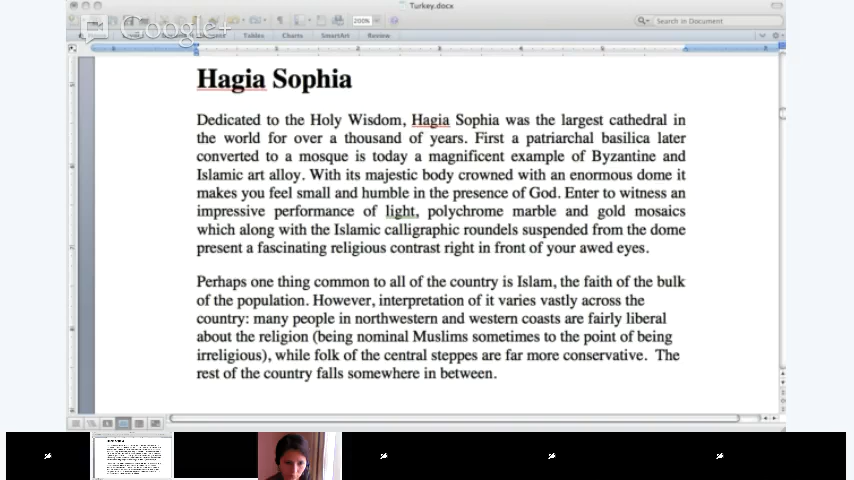 Turkey.docx
Google+
200%
Search in Document
Tables
Charts
SmartArt
Review
Hagia Sophia
Dedicated to the Holy Wisdom, Hagia Sophia was the largest cathedral in
the world for over a thousand of years. First a patriarchal basilica later
converted to a mosque is today a magnificent example of Byzantine and
Islamic art alloy. With its majestic body crowned with an enormous dome it
makes you feel small and humble in the presence of God. Enter to witness an
impressive performance of light, polychrome marble and gold mosaics
which along with the Islamic calligraphic roundels suspended from the dome
present a fascinating religious contrast right in front of your awed eyes.
Perhaps one thing common to all of the country is Islam, the faith of the bulk
of the population. However, interpretation of it varies vastly across the
country: many people in northwestern and western coasts are fairly liberal
about the religion (being nominal Muslims sometimes to the point of being
irreligious), while folk of the central steppes are far more conservative. The
rest of the country falls somewhere in between.